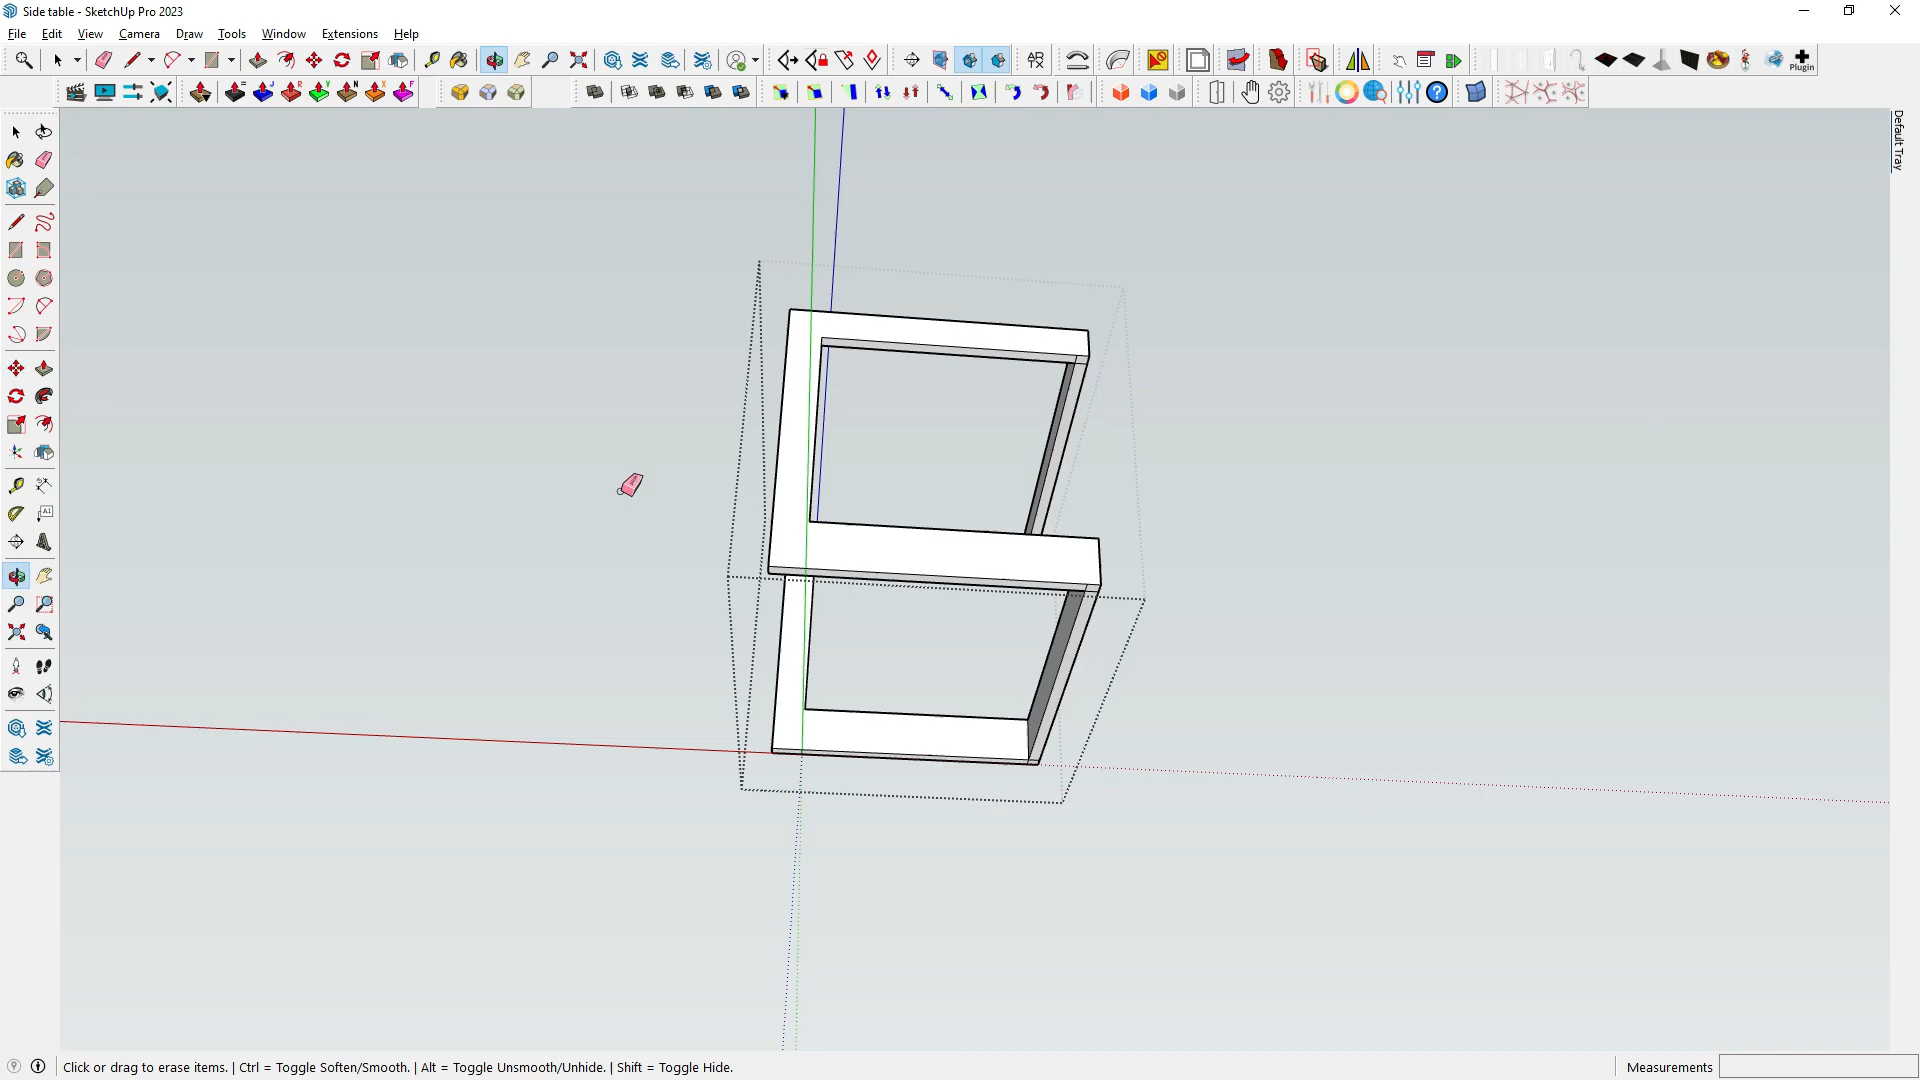 Side table - SketchUp Pro 2023
File Edit View Camera Draw Tools Window Extensions Help
Plugin
Default Tray
Click or drag to erase items. | Ctrl = Toggle Soften/Smooth. | Alt = Toggle Unsmooth/Unhide. | Shift = Toggle Hide.
Measurements